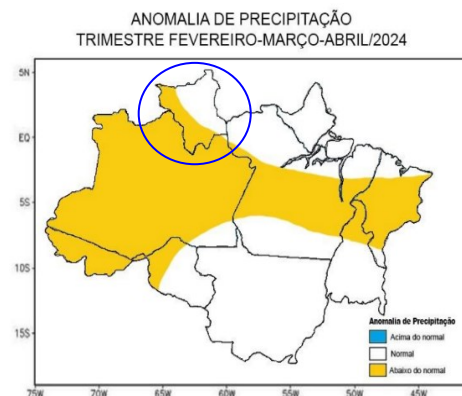 ANOMALIA DE PRECIPITAÇÃO
TRIMESTRE FEVEREIRO-MARÇO-ABRIL/2024
5N
EQ
5S
10S
15S
Anomalia de Precipitação
Acima do normal
Normal
Abaixo do normal
75W 70W 65W 60W 55W 50W 45W